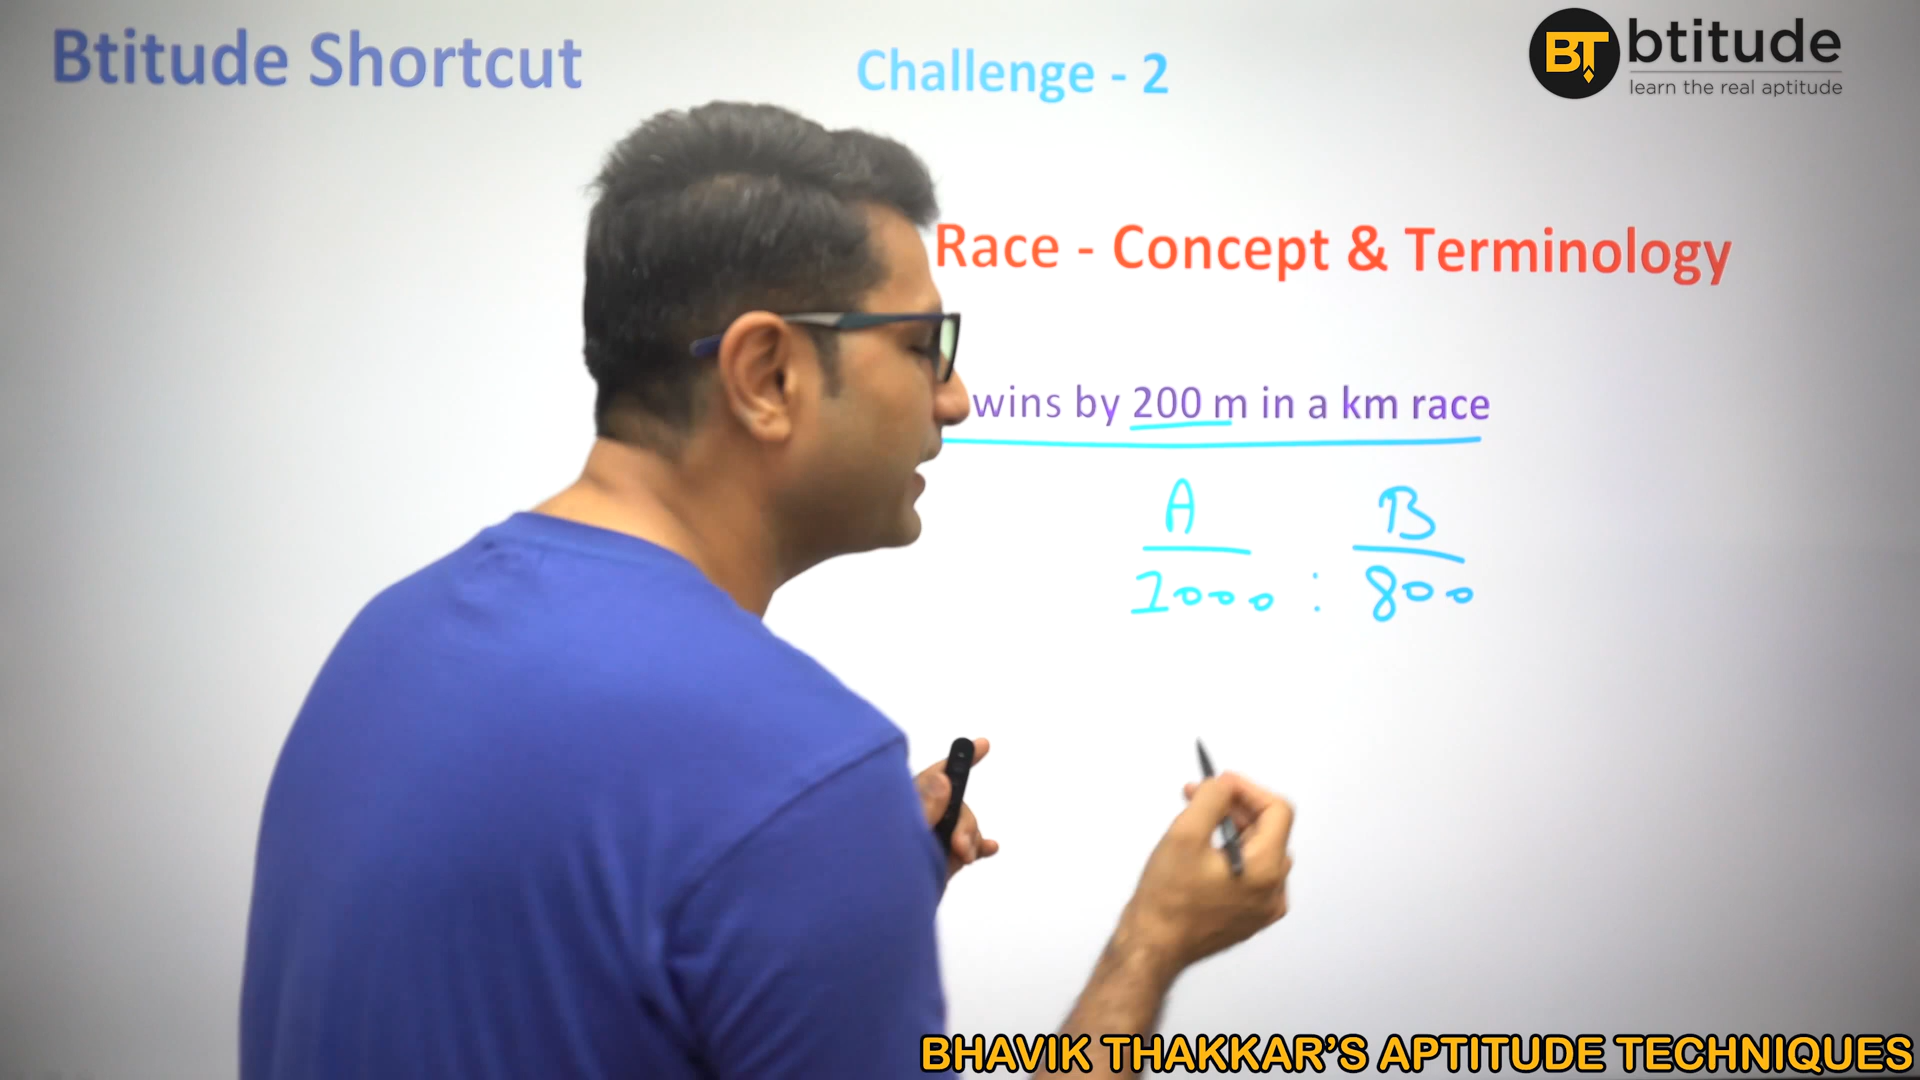 Btitude Shortcut
Challenge - 2
BT btitude
learn the real aptitude
Race - Concept & Terminology
wins by 200 m in a km race
A B
1000 : 800
BHAVIK THAKKAR'S APTITUDE TECHNIQUES